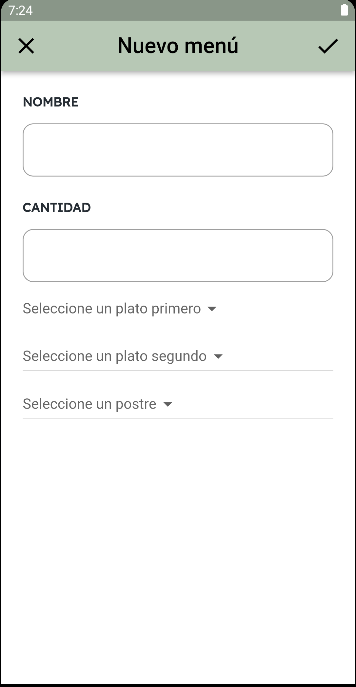 7:24
Nuevo menú
NOMBRE
CANTIDAD
Seleccione un plato primero
Seleccione un plato segundo
Seleccione un postre